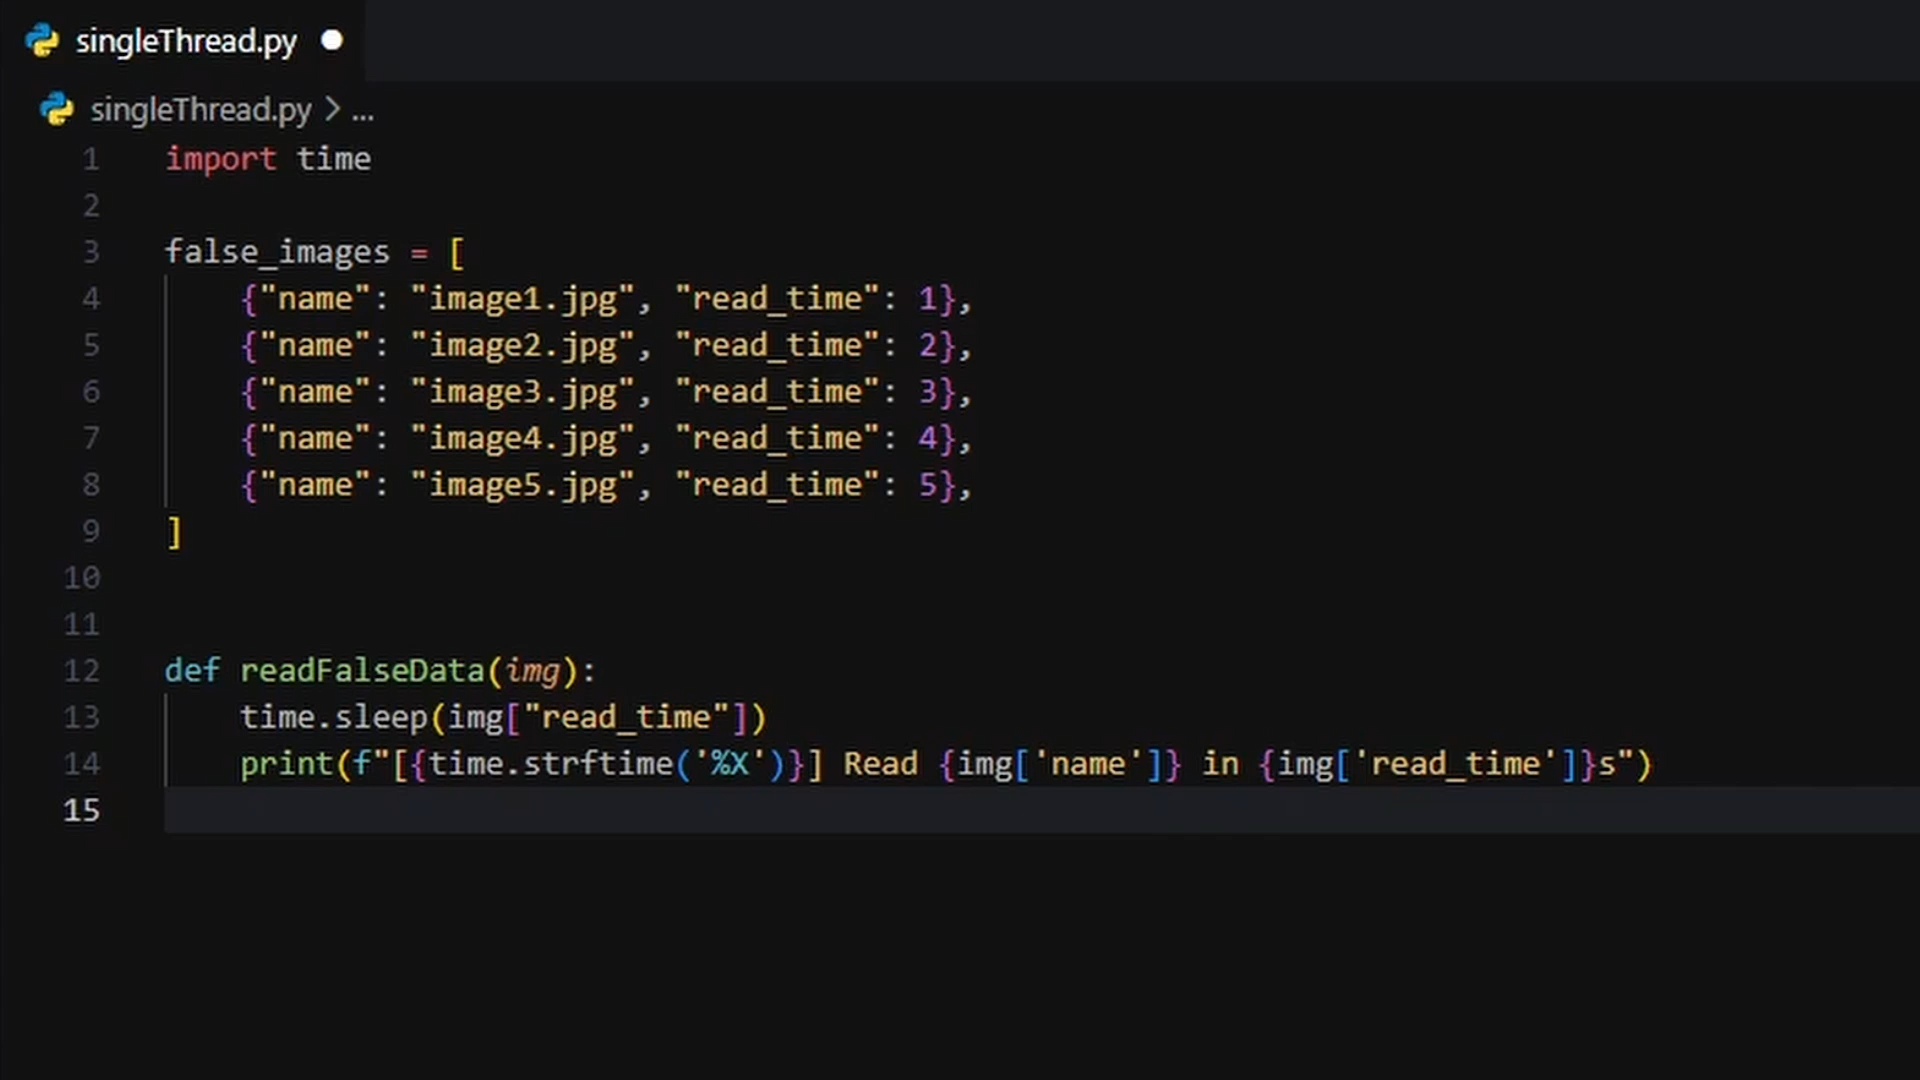 singleThread.py
singleThread.py > ...
1 import time
2
3 false_images = [
4     {"name": "image1.jpg", "read_time": 1},
5     {"name": "image2.jpg", "read_time": 2},
6     {"name": "image3.jpg", "read_time": 3},
7     {"name": "image4.jpg", "read_time": 4},
8     {"name": "image5.jpg", "read_time": 5},
9 ]
10
11
12 def readFalseData(img):
13     time.sleep(img["read_time"])
14     print(f"[{time.strftime('%X')}] Read {img['name']} in {img['read_time']}s")
15